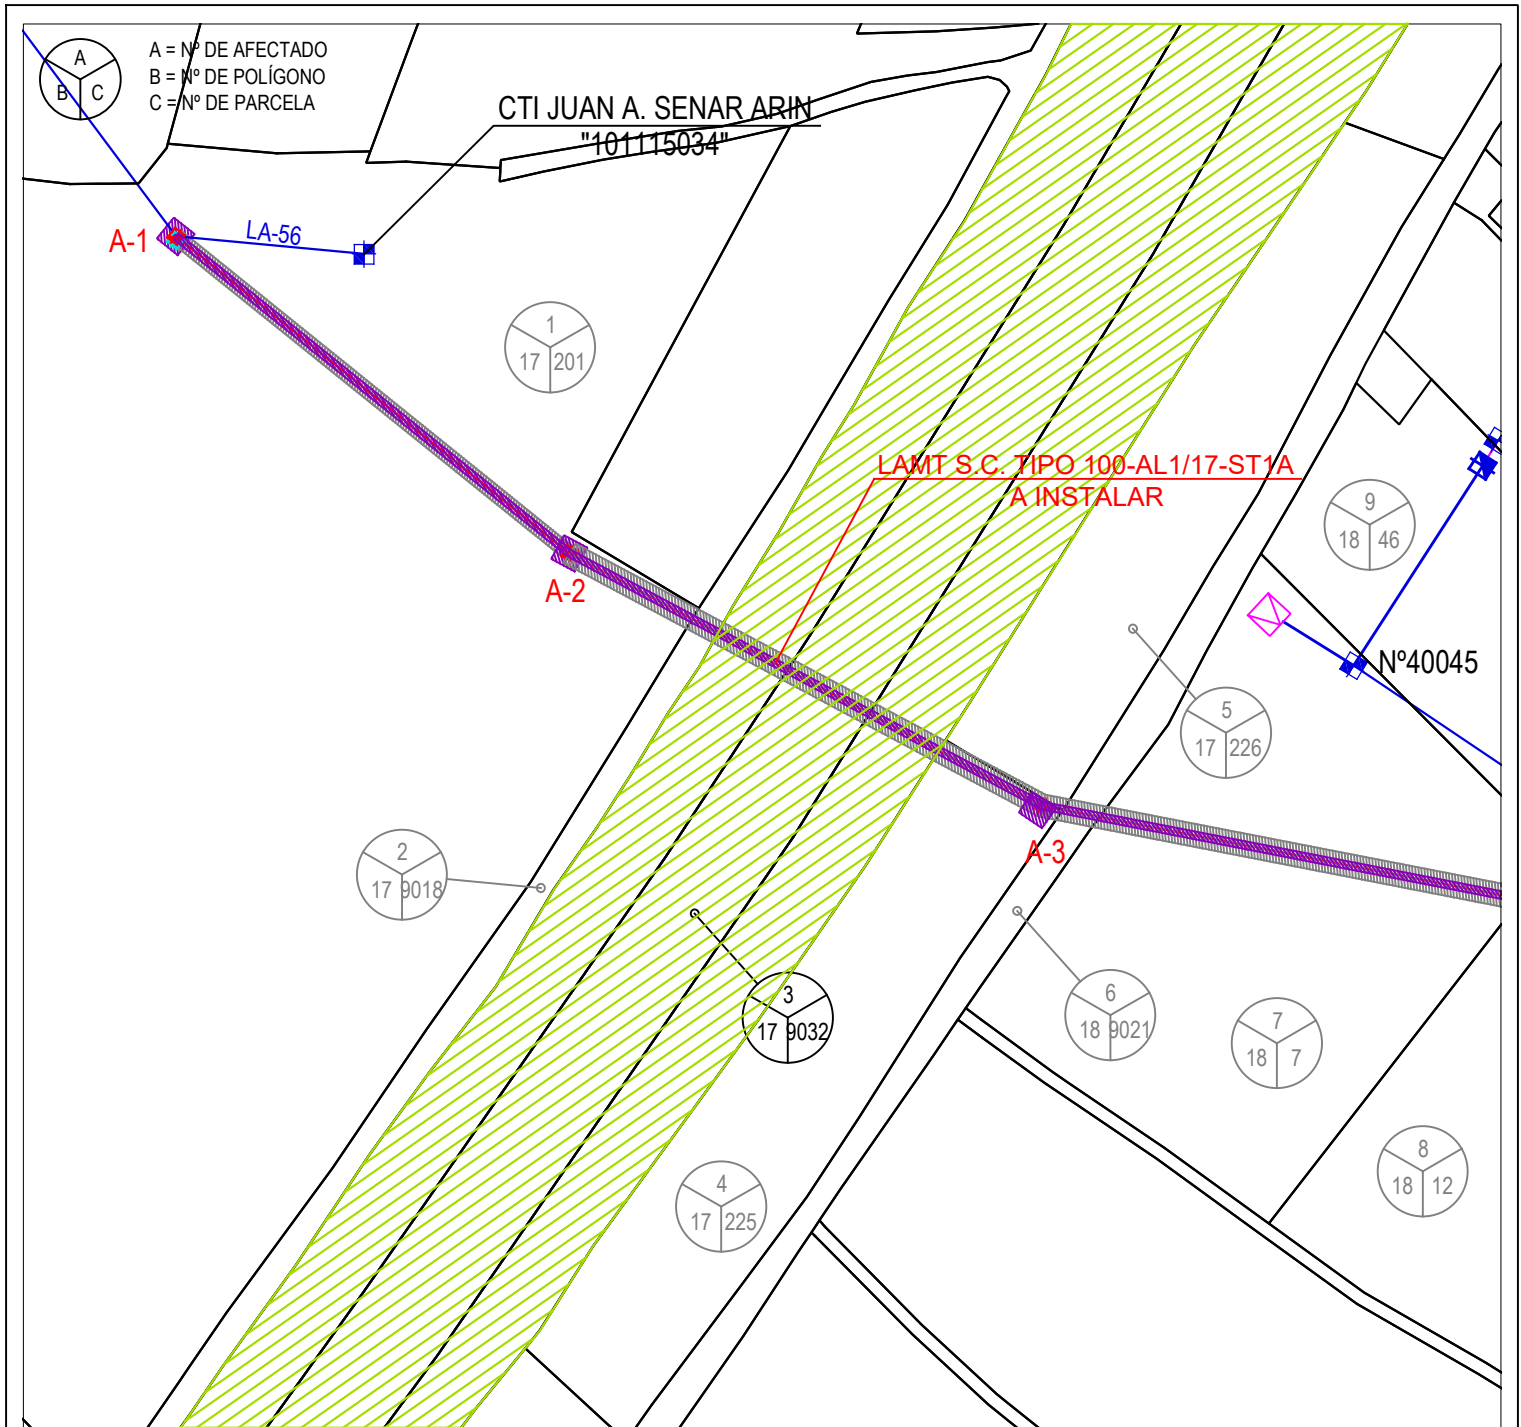 A
B C
A = Nº DE AFECTADO
B = Nº DE POLÍGONO
C = Nº DE PARCELA
CTI JUAN A. SENAR ARIN
"101115034"
A-1
LA-56
1
17 201
LAMT S.C. TIPO 100-AL1/17-ST1A
A INSTALAR
9
18 46
A-2
Nº40045
5
17 226
A-3
2
17 9018
3
17 9032
6
18 9021
7
18 7
8
18 12
4
17 225